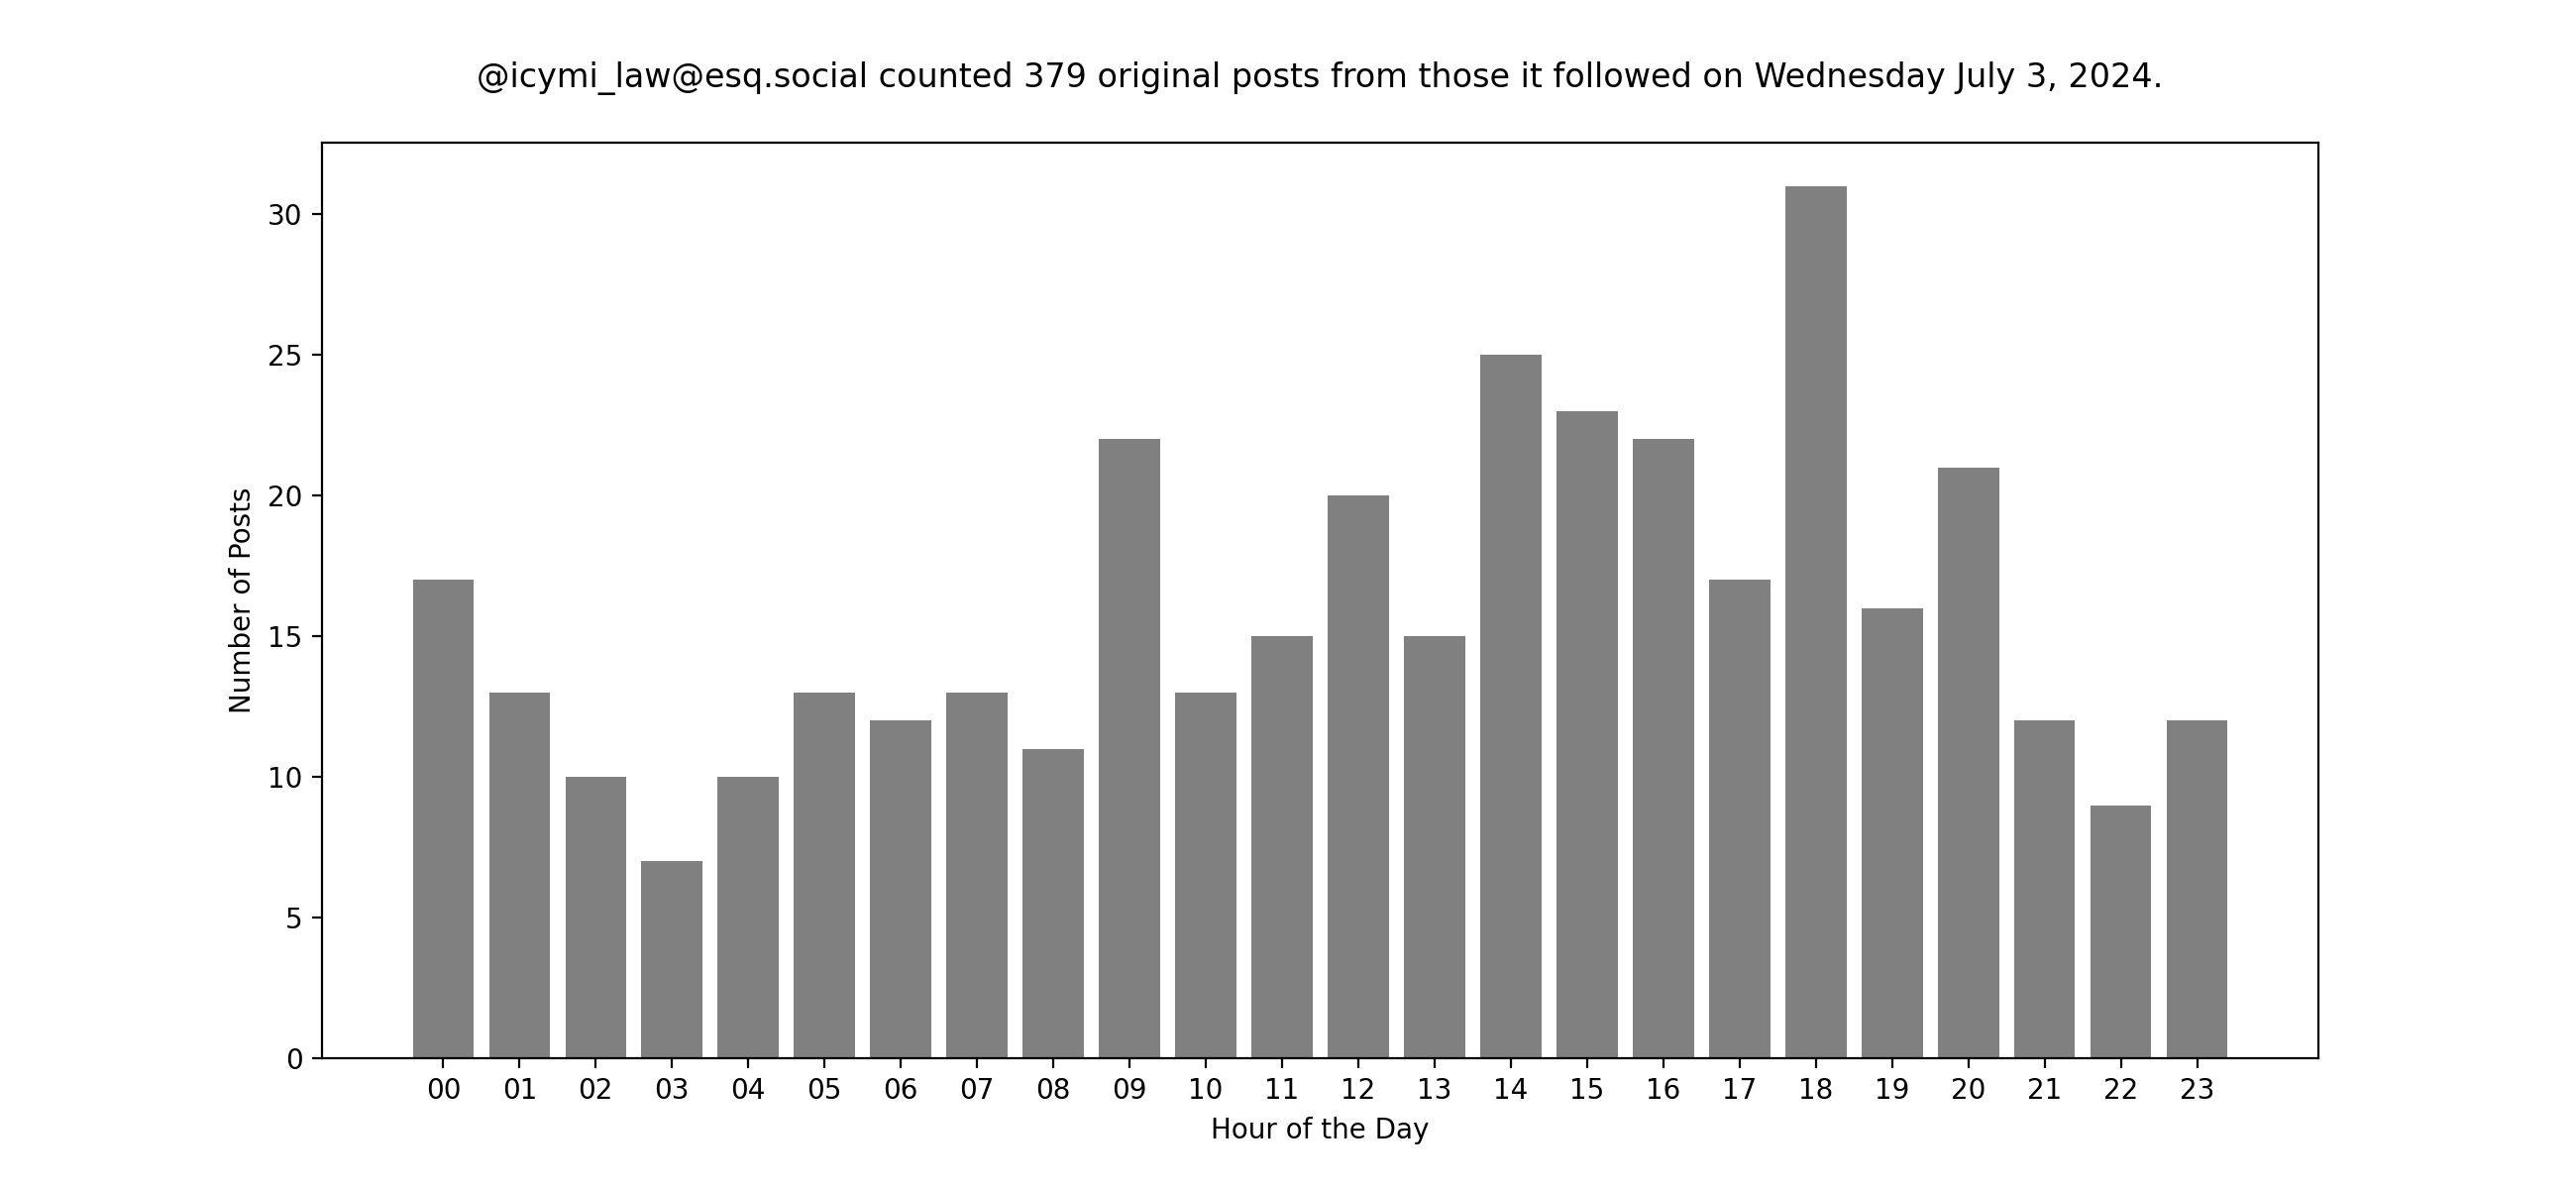 @icymi_law@esq.social counted 379 original posts from those it followed on Wednesday July 3, 2024.
30
25
20
15
10
5
0
Number of Posts
00 01 02 03 04 05 06 07 08 09 10 11 12 13 14 15 16 17 18 19 20 21 22 23
Hour of the Day